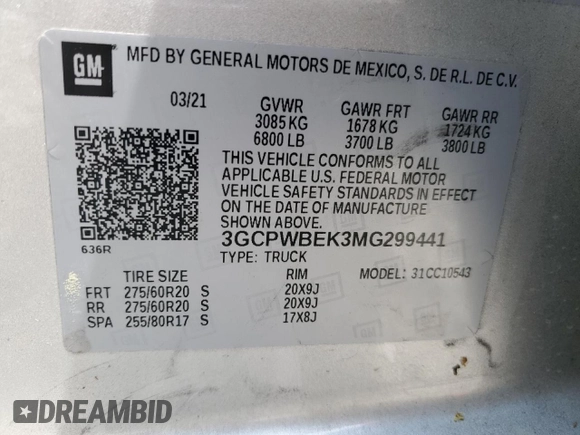 GM
MFD BY GENERAL MOTORS DE MEXICO, S. DE R.L. DE C.V.
03/21 GVWR GAWR FRT GAWR RR
3085 KG 1678 KG 1724 KG
6800 LB 3700 LB 3800 LB
THIS VEHICLE CONFORMS TO ALL
APPLICABLE U.S. FEDERAL MOTOR
VEHICLE SAFETY STANDARDS IN EFFECT
ON THE DATE OF MANUFACTURE
SHOWN ABOVE.
636R 3GCPWBEK3MG299441
TYPE: TRUCK
TIRE SIZE RIM MODEL: 31CC10543
FRT 275/60R20 S 20X9J
RR 275/60R20 S 20X9J
SPA 255/80R17 S 17X8J
DREAMBID